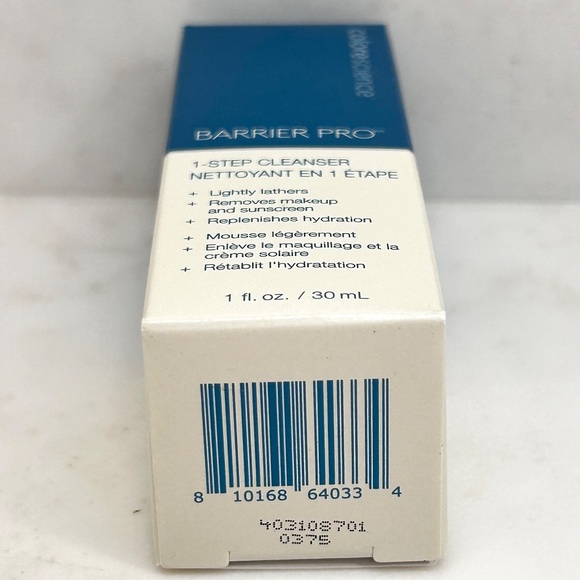 colorescience
BARRIER PRO™
1-STEP CLEANSER
NETTOYANT EN 1 ÉTAPE
+ Lightly lathers
+ Removes makeup
and sunscreen
+ Replenishes hydration
+ Mousse légèrement
+ Enlève le maquillage et la
crème solaire
+ Rétablit l'hydratation
1 fl. oz. / 30 mL
8 10168 64033 4
403108701
0375